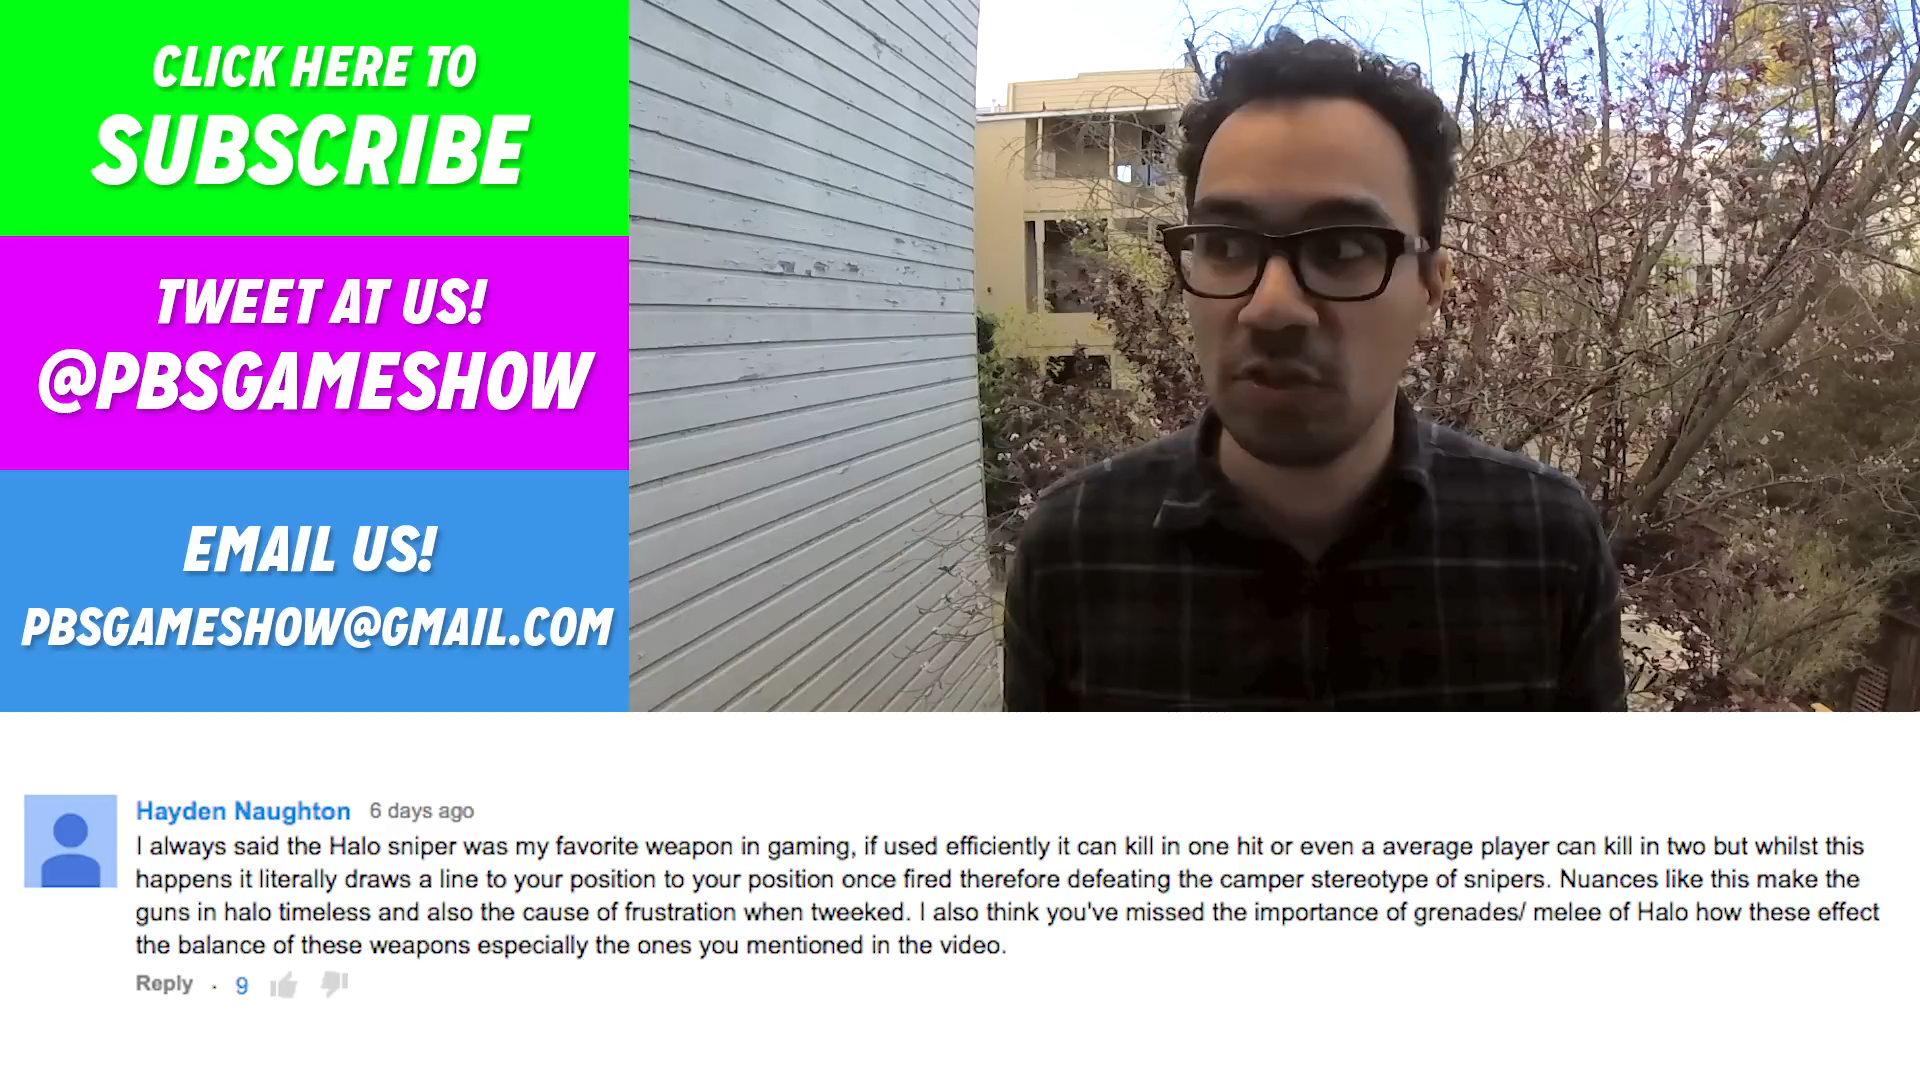 CLICK HERE TO
SUBSCRIBE
TWEET AT US!
@PBSGAMESHOW
EMAIL US!
PBSGAMESHOW@GMAIL.COM
Hayden Naughton 6 days ago
I always said the Halo sniper was my favorite weapon in gaming, if used efficiently it can kill in one hit or even a average player can kill in two but whilst this
happens it literally draws a line to your position to your position once fired therefore defeating the camper stereotype of snipers. Nuances like this make the
guns in halo timeless and also the cause of frustration when tweeked. I also think you've missed the importance of grenades/ melee of Halo how these effect
the balance of these weapons especially the ones you mentioned in the video.
Reply · 9